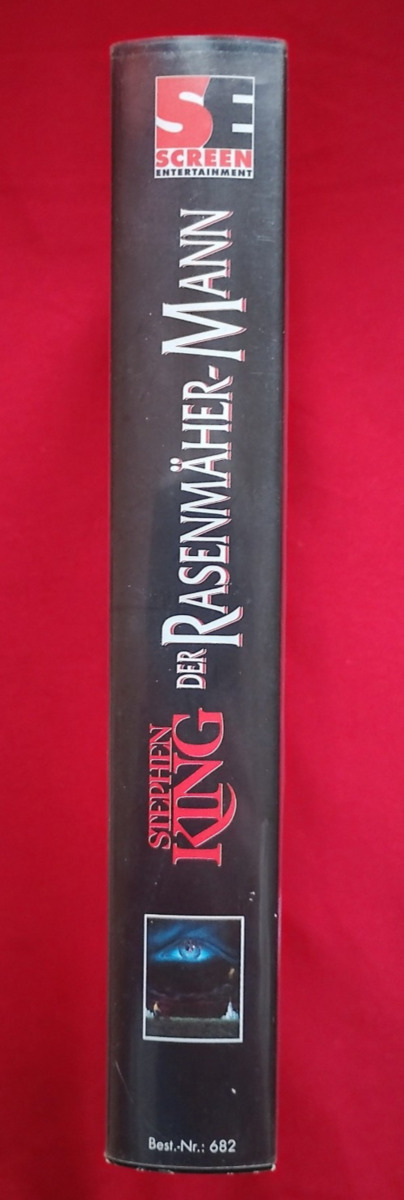 SE
SCREEN
ENTERTAINMENT
STEPHEN
KING
DER RASENMÄHER-MANN
Best.-Nr.: 682